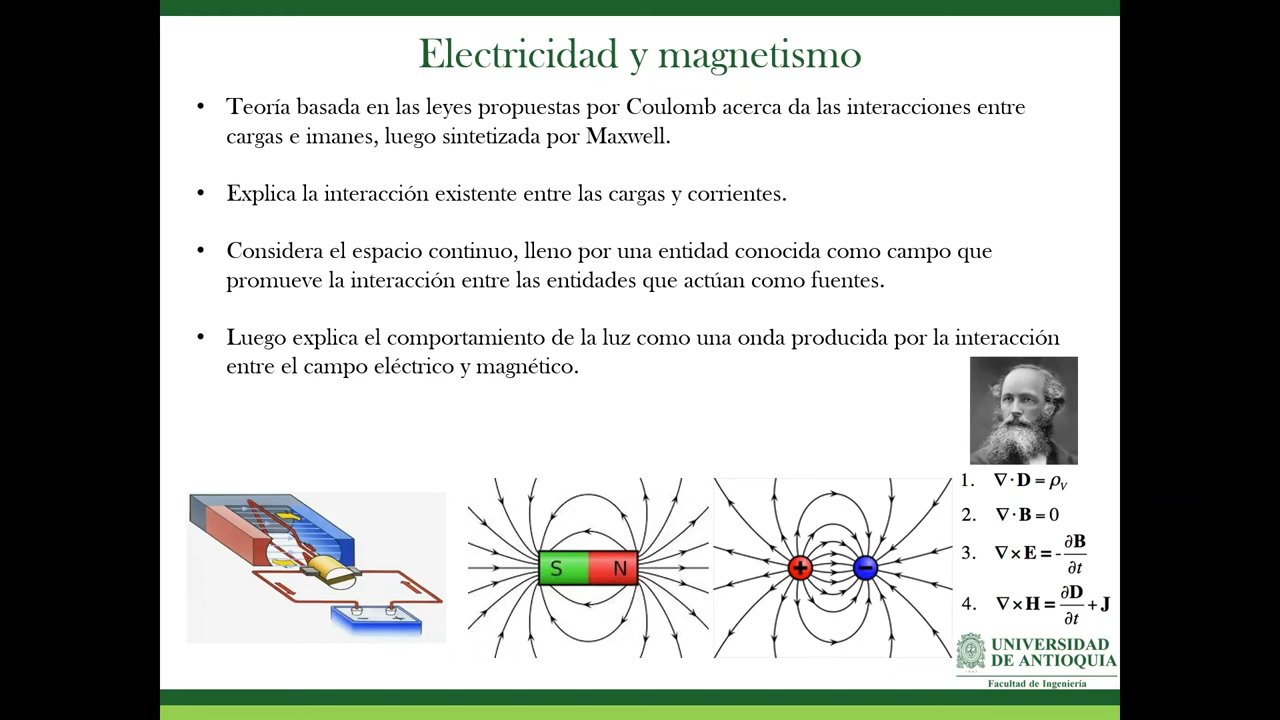 Electricidad y magnetismo
• Teoría basada en las leyes propuestas por Coulomb acerca da las interacciones entre
cargas e imanes, luego sintetizada por Maxwell.
• Explica la interacción existente entre las cargas y corrientes.
• Considera el espacio continuo, lleno por una entidad conocida como campo que
promueve la interacción entre las entidades que actúan como fuentes.
• Luego explica el comportamiento de la luz como una onda producida por la interacción
entre el campo eléctrico y magnético.
S N
+ −
1. ∇·D = ρV
2. ∇·B = 0
3. ∇×E = -∂B/∂t
4. ∇×H = ∂D/∂t + J
UNIVERSIDAD
DE ANTIOQUIA
Facultad de Ingeniería